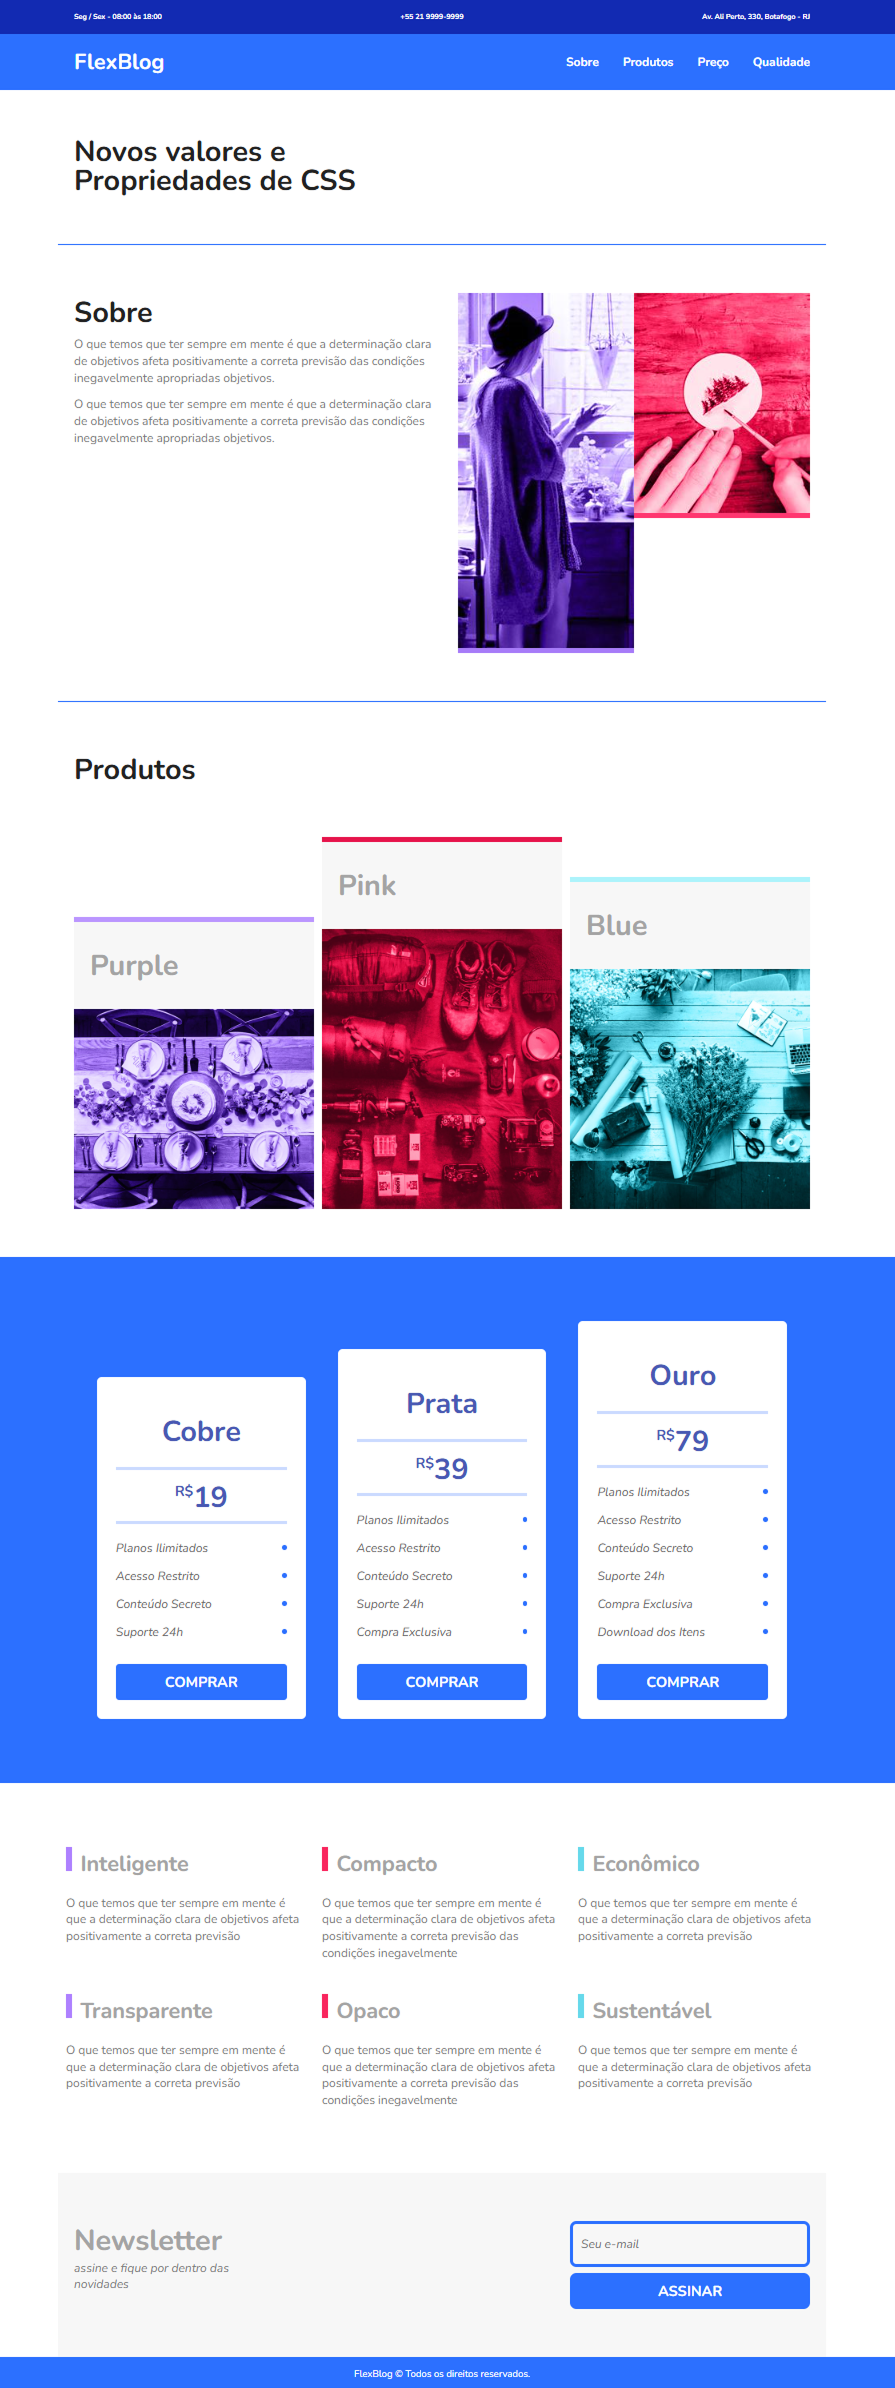 Seg / Sex - 08:00 às 18:00
+55 21 9999-9999
Av. Ali Perto, 330, Botafogo - RJ
FlexBlog
Sobre
Produtos
Preço
Qualidade
Novos valores e
Propriedades de CSS
Sobre
O que temos que ter sempre em mente é que a determinação clara
de objetivos afeta positivamente a correta previsão das condições
inegavelmente apropriadas objetivos.
O que temos que ter sempre em mente é que a determinação clara
de objetivos afeta positivamente a correta previsão das condições
inegavelmente apropriadas objetivos.
Produtos
Purple
Pink
Blue
Cobre
R$19
Planos Ilimitados
Acesso Restrito
Conteúdo Secreto
Suporte 24h
COMPRAR
Prata
R$39
Planos Ilimitados
Acesso Restrito
Conteúdo Secreto
Suporte 24h
Compra Exclusiva
COMPRAR
Ouro
R$79
Planos Ilimitados
Acesso Restrito
Conteúdo Secreto
Suporte 24h
Compra Exclusiva
Download dos Itens
COMPRAR
Inteligente
O que temos que ter sempre em mente é
que a determinação clara de objetivos afeta
positivamente a correta previsão
Compacto
O que temos que ter sempre em mente é
que a determinação clara de objetivos afeta
positivamente a correta previsão das
condições inegavelmente
Econômico
O que temos que ter sempre em mente é
que a determinação clara de objetivos afeta
positivamente a correta previsão
Transparente
O que temos que ter sempre em mente é
que a determinação clara de objetivos afeta
positivamente a correta previsão
Opaco
O que temos que ter sempre em mente é
que a determinação clara de objetivos afeta
positivamente a correta previsão das
condições inegavelmente
Sustentável
O que temos que ter sempre em mente é
que a determinação clara de objetivos afeta
positivamente a correta previsão
Newsletter
assine e fique por dentro das
novidades
Seu e-mail
ASSINAR
FlexBlog © Todos os direitos reservados.